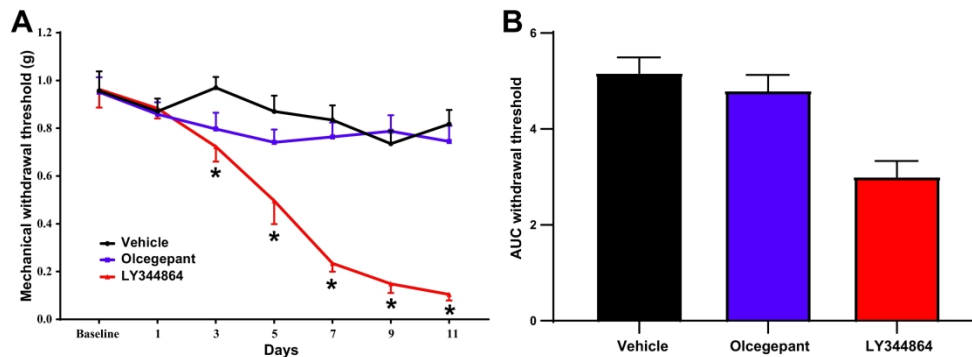 A
Mechanical withdrawal threshold (g)
1.2
1.0
0.8
0.6
0.4
0.2
0.0
Vehicle
Olcegepant
LY344864
*
*
*
*
*
Baseline 1 3 5 7 9 11
Days
B
AUC withdrawal threshold
6
4
2
0
Vehicle Olcegepant LY344864